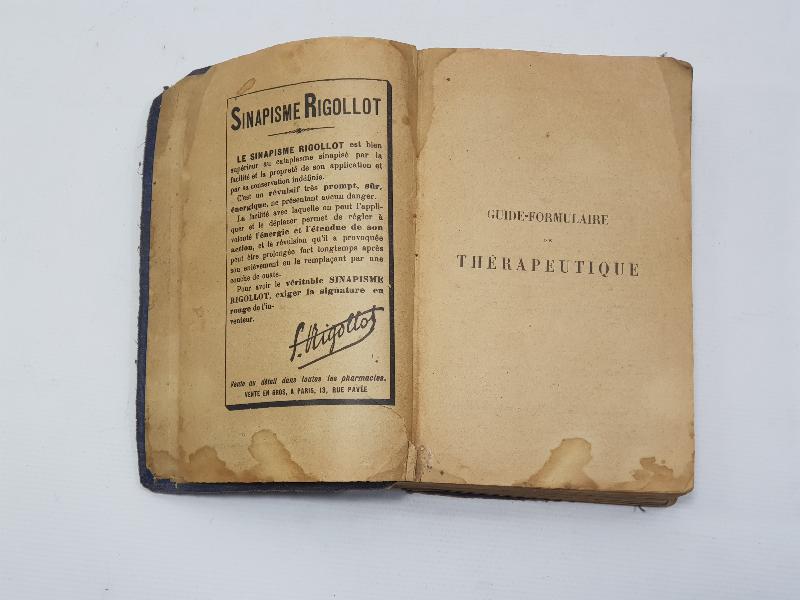 SINAPISME RIGOLLOT
LE SINAPISME RIGOLLOT est bien
supérieur au cataplasme sinapisé par la
facilité et la propreté de son application et
par sa conservation indéfinie.
C'est un révulsif très prompt, sûr,
énergique, ne présentant aucun danger.
La facilité avec laquelle on peut l'appli-
quer et le déplacer permet de régler à
volonté l'énergie et l'étendue de son
action, et la révulsion qu'il a provoquée
peut être prolongée fort longtemps après
son enlèvement en le remplaçant par une
couche de ouate.
Pour avoir le véritable SINAPISME
RIGOLLOT, exiger la signature en
rouge de l'in-
venteur.
f. Rigollot
Vente au détail dans toutes les pharmacies.
VENTE EN GROS, A PARIS, 13, RUE PAVÉE
GUIDE-FORMULAIRE
DE
THÉRAPEUTIQUE